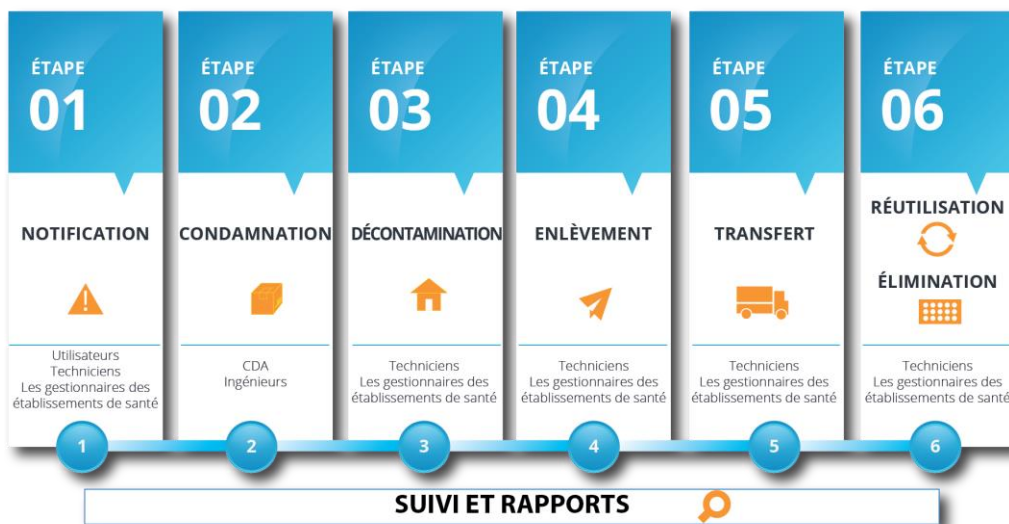 ÉTAPE
01
NOTIFICATION
Utilisateurs
Techniciens
Les gestionnaires des
établissements de santé
1
ÉTAPE
02
CONDAMNATION
CDA
Ingénieurs
2
ÉTAPE
03
DÉCONTAMINATION
Techniciens
Les gestionnaires des
établissements de santé
3
ÉTAPE
04
ENLÈVEMENT
Techniciens
Les gestionnaires des
établissements de santé
4
ÉTAPE
05
TRANSFERT
Techniciens
Les gestionnaires des
établissements de santé
5
ÉTAPE
06
RÉUTILISATION
ÉLIMINATION
Techniciens
Les gestionnaires des
établissements de santé
6
SUIVI ET RAPPORTS